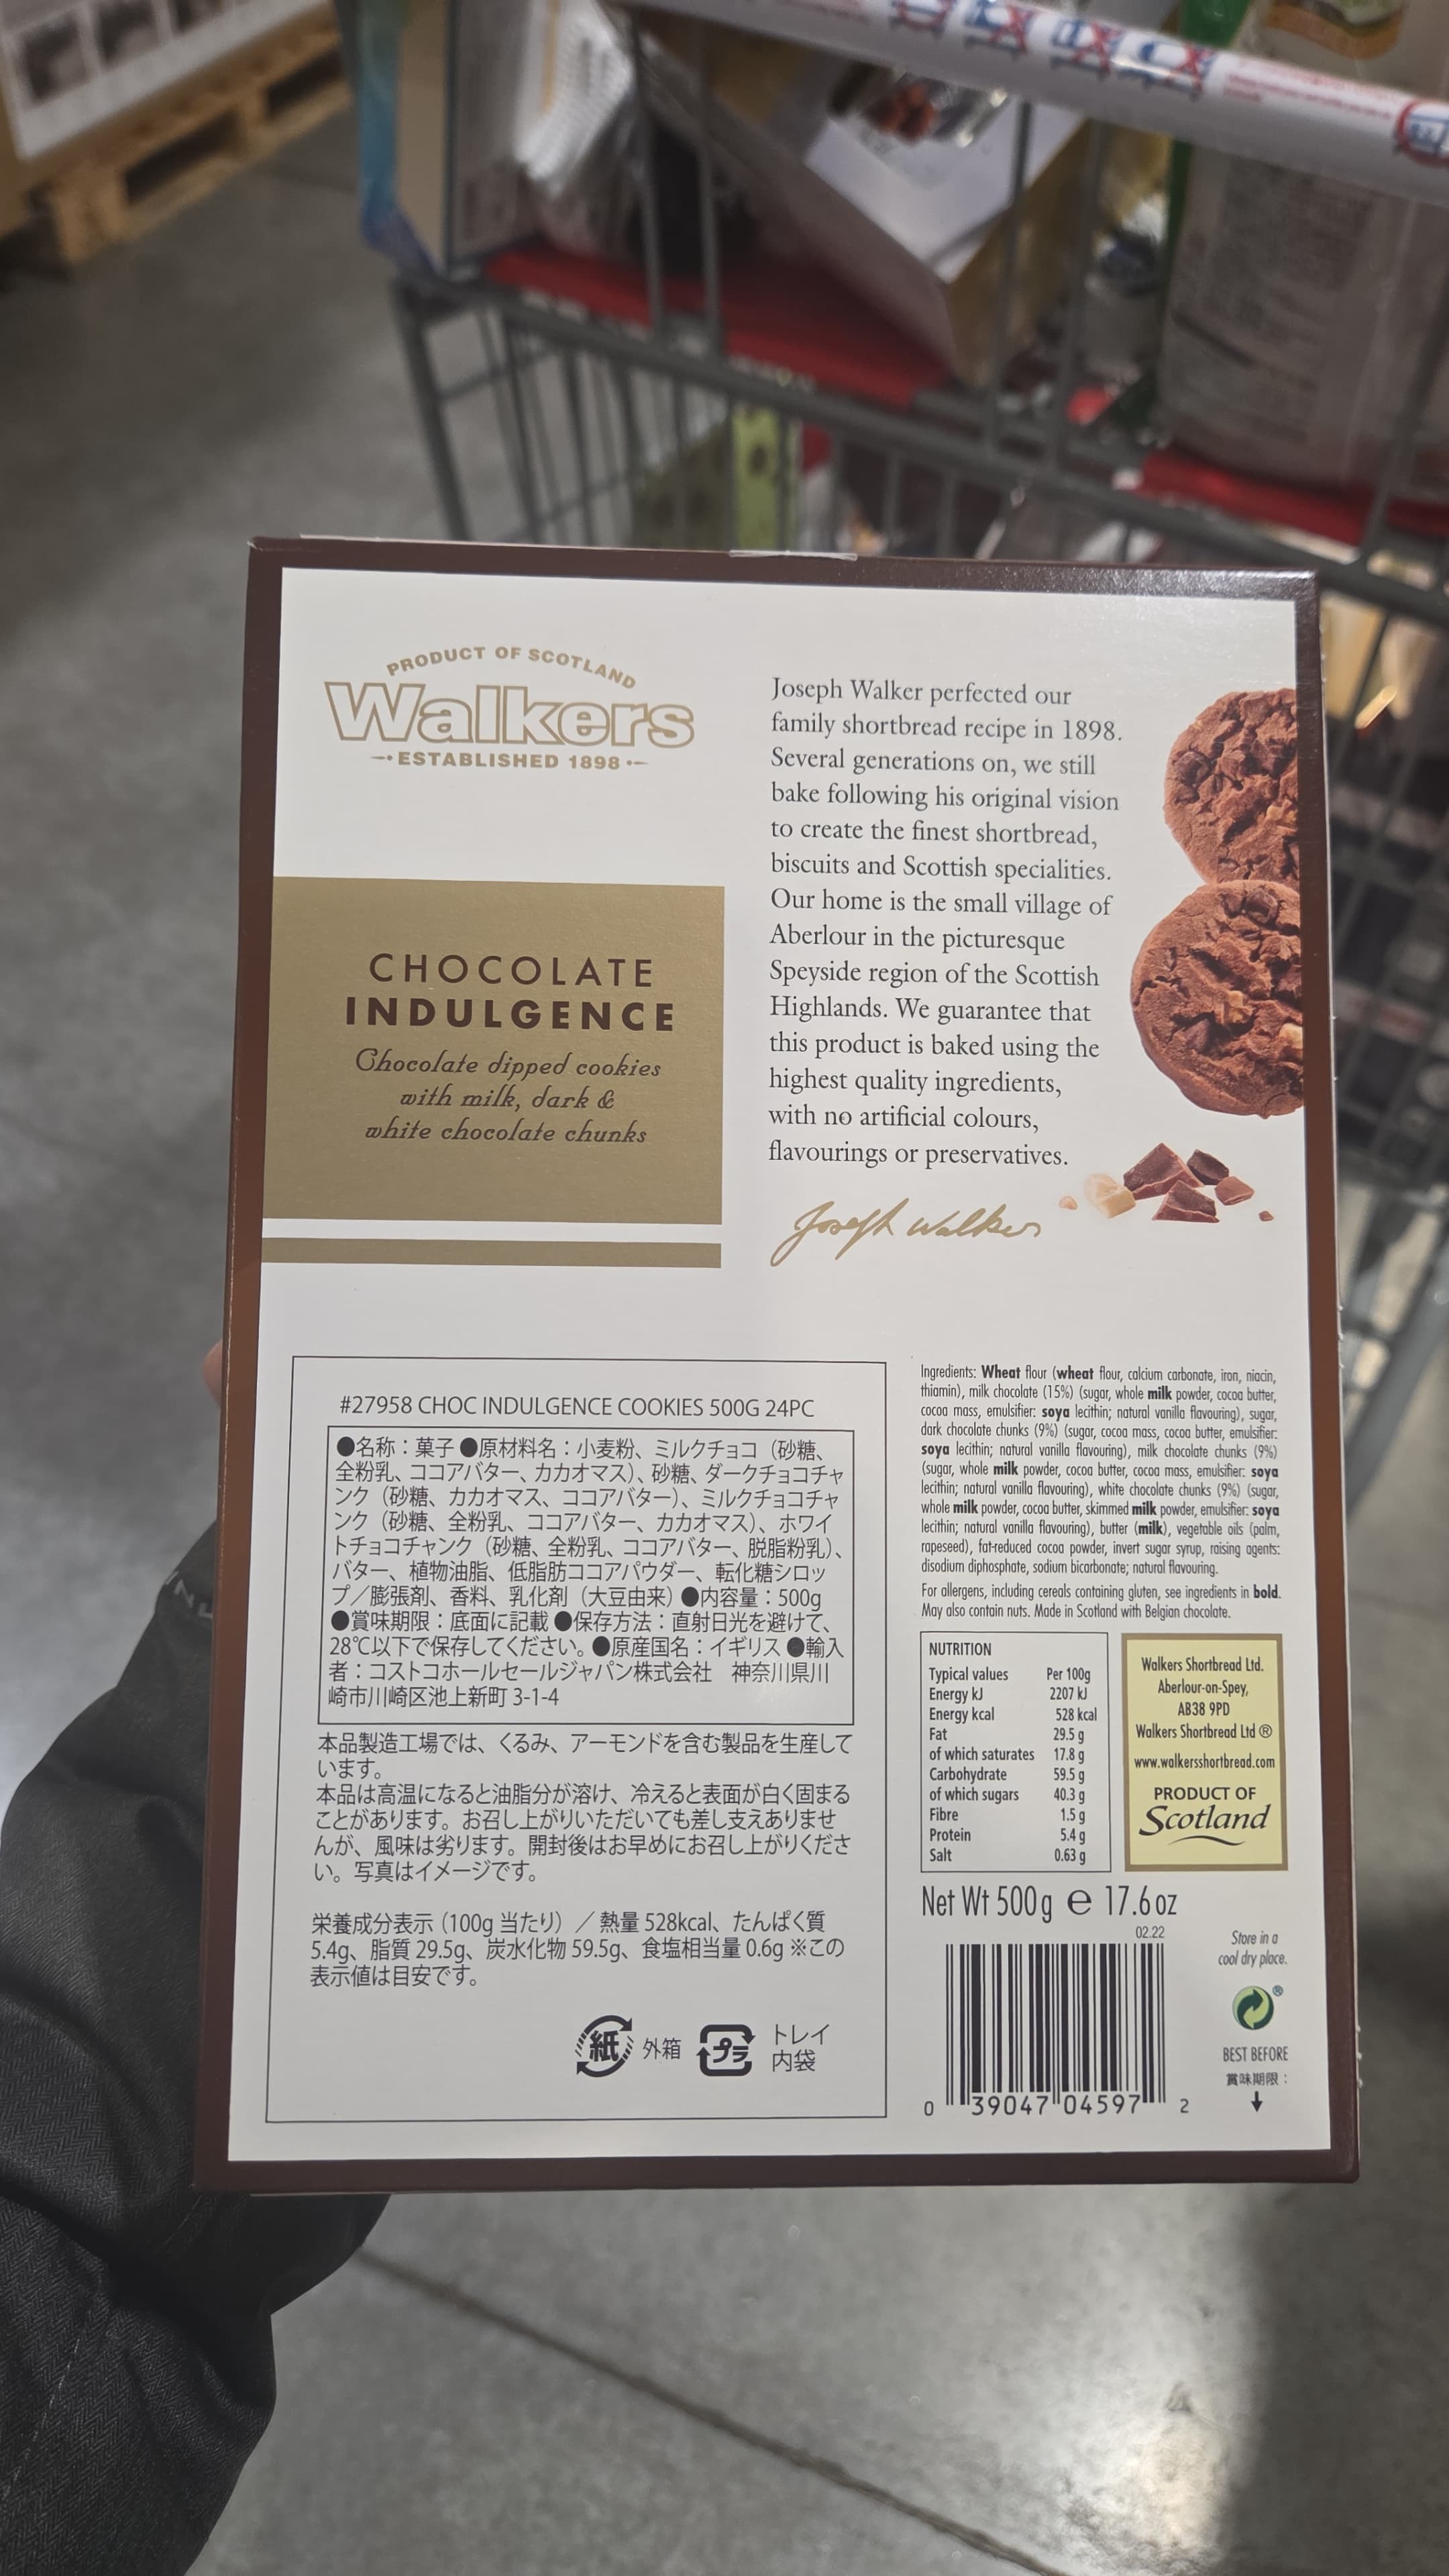 PRODUCT OF SCOTLAND
Walkers
ESTABLISHED 1898
CHOCOLATE
INDULGENCE
Chocolate dipped cookies
with milk, dark &
white chocolate chunks
Joseph Walker perfected our
family shortbread recipe in 1898.
Several generations on, we still
bake following his original vision
to create the finest shortbread,
biscuits and Scottish specialities.
Our home is the small village of
Aberlour in the picturesque
Speyside region of the Scottish
Highlands. We guarantee that
this product is baked using the
highest quality ingredients,
with no artificial colours,
flavourings or preservatives.
Joseph Walker
#27958 CHOC INDULGENCE COOKIES 500G 24PC
●名称：菓子 ●原材料名：小麦粉、ミルクチョコ（砂糖、
全粉乳、ココアバター、カカオマス）、砂糖、ダークチョコチャ
ンク（砂糖、カカオマス、ココアバター）、ミルクチョコチャ
ンク（砂糖、全粉乳、ココアバター、カカオマス）、ホワイ
トチョコチャンク（砂糖、全粉乳、ココアバター、脱脂粉乳）、
バター、植物油脂、低脂肪ココアパウダー、転化糖シロッ
プ／膨張剤、香料、乳化剤（大豆由来）●内容量：500g
●賞味期限：底面に記載 ●保存方法：直射日光を避けて、
28℃以下で保存してください。●原産国名：イギリス ●輸入
者：コストコホールセールジャパン株式会社　神奈川県川
崎市川崎区池上新町 3-1-4
本品製造工場では、くるみ、アーモンドを含む製品を生産して
います。
本品は高温になると油脂分が溶け、冷えると表面が白く固まる
ことがあります。お召し上がりいただいても差し支えありませ
んが、風味は劣ります。開封後はお早めにお召し上がりくださ
い。写真はイメージです。
栄養成分表示（100g 当たり）／熱量 528kcal、たんぱく質
5.4g、脂質 29.5g、炭水化物 59.5g、食塩相当量 0.6g ※この
表示値は目安です。
紙 外箱 プラ トレイ
内袋
Ingredients: Wheat flour (wheat flour, calcium carbonate, iron, niacin,
thiamin), milk chocolate (15%) (sugar, whole milk powder, cocoa butter,
cocoa mass, emulsifier: soya lecithin; natural vanilla flavouring), sugar,
dark chocolate chunks (9%) (sugar, cocoa mass, cocoa butter, emulsifier:
soya lecithin; natural vanilla flavouring), milk chocolate chunks (9%)
(sugar, whole milk powder, cocoa butter, cocoa mass, emulsifier: soya
lecithin; natural vanilla flavouring), white chocolate chunks (9%) (sugar,
whole milk powder, cocoa butter, skimmed milk powder, emulsifier: soya
lecithin; natural vanilla flavouring), butter (milk), vegetable oils (palm,
rapeseed), fat-reduced cocoa powder, invert sugar syrup, raising agents:
disodium diphosphate, sodium bicarbonate; natural flavouring.
For allergens, including cereals containing gluten, see ingredients in bold.
May also contain nuts. Made in Scotland with Belgian chocolate.
NUTRITION
Typical values Per 100g
Energy kJ 2207 kJ
Energy kcal 528 kcal
Fat 29.5 g
of which saturates 17.8 g
Carbohydrate 59.5 g
of which sugars 40.3 g
Fibre 1.5 g
Protein 5.4 g
Salt 0.63 g
Walkers Shortbread Ltd.
Aberlour-on-Spey,
AB38 9PD
Walkers Shortbread Ltd ®
www.walkersshortbread.com
PRODUCT OF
Scotland
Net Wt 500g e 17.6 oz
02.22
0 39047 04597 2
Store in a
cool dry place.
®
BEST BEFORE
賞味期限：